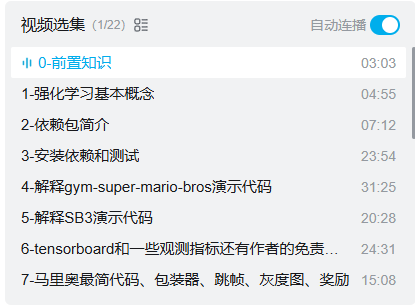 视频选集 (1/22) 自动连播
0-前置知识 03:03
1-强化学习基本概念 04:55
2-依赖包简介 07:12
3-安装依赖和测试 23:54
4-解释gym-super-mario-bros演示代码 31:25
5-解释SB3演示代码 20:28
6-tensorboard和一些观测指标还有作者的免责… 24:31
7-马里奥最简代码、包装器、跳帧、灰度图、奖励 15:08